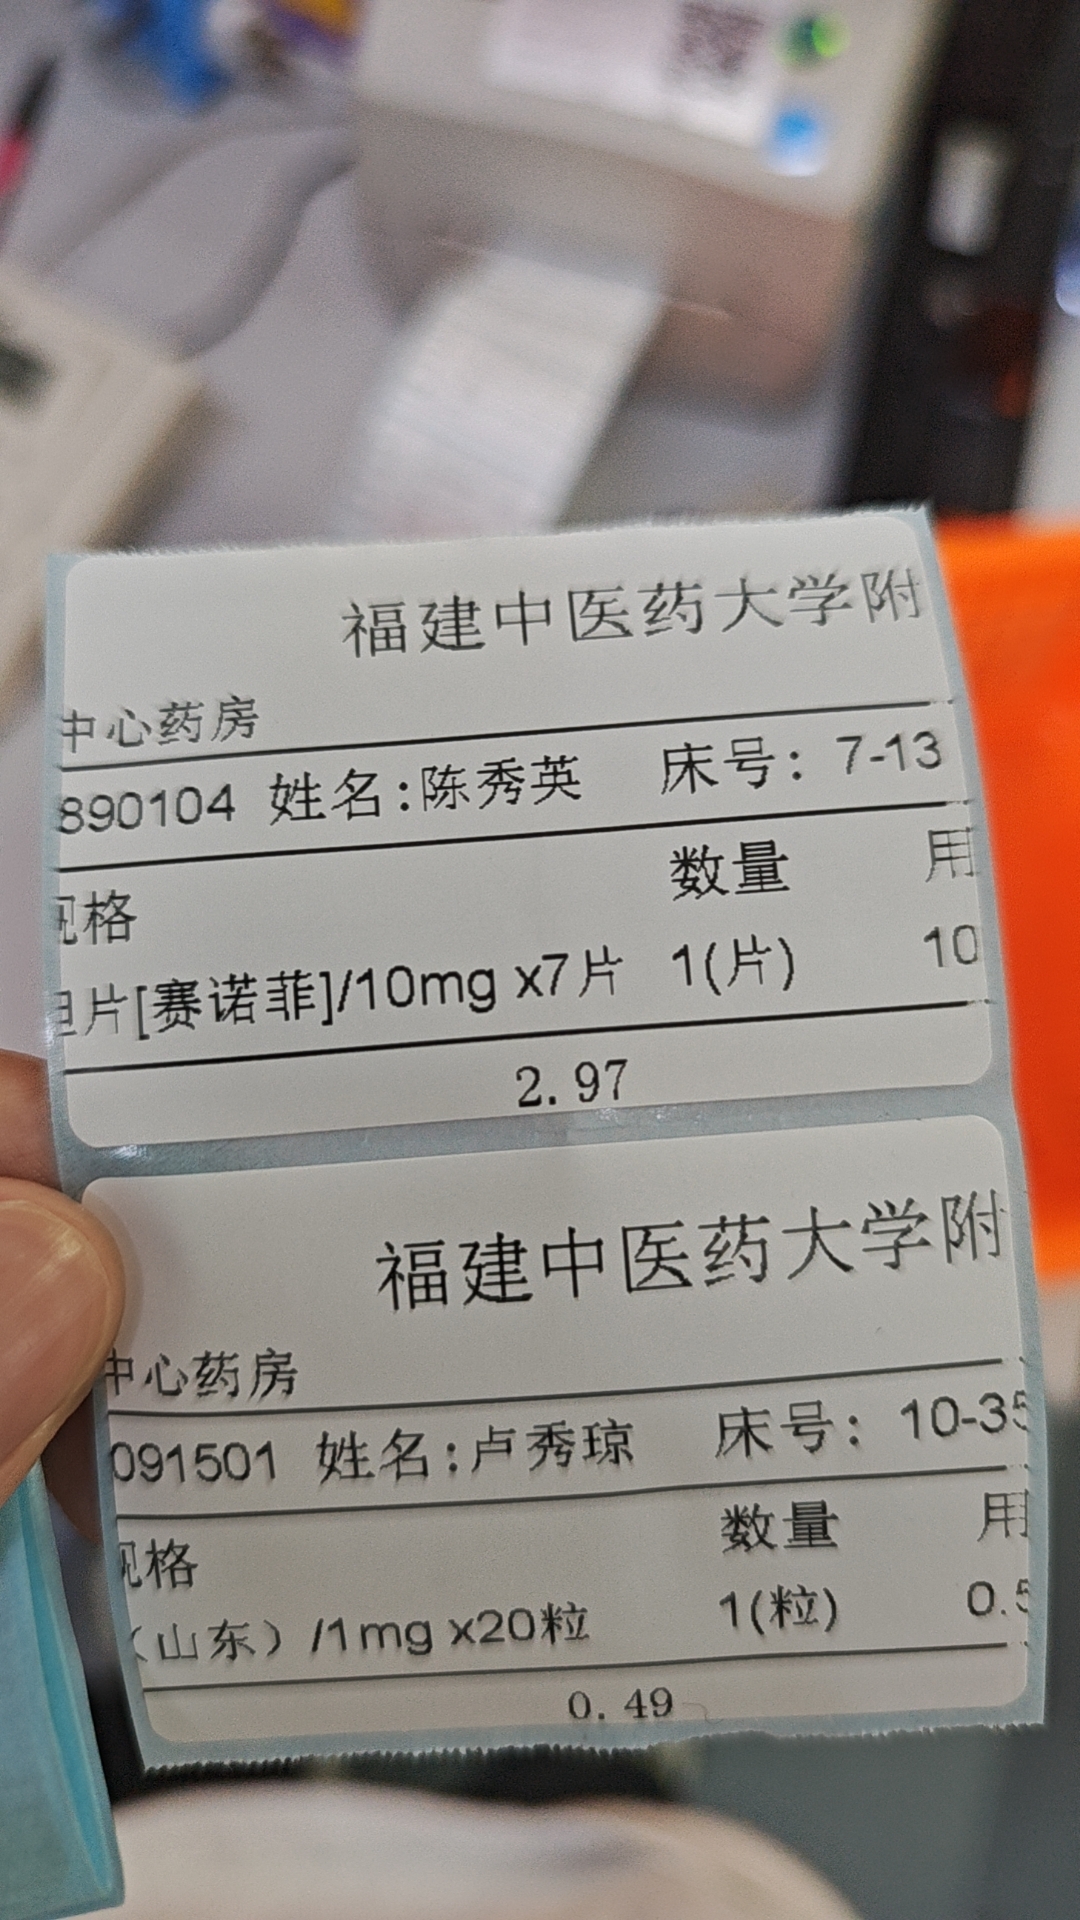 福建中医药大学附
中心药房
890104 姓名:陈秀英 床号: 7-13
规格 数量 用
片[赛诺菲]/10mg x7片 1(片) 10
2.97
福建中医药大学附
中心药房
091501 姓名:卢秀琼 床号: 10-35
规格 数量 用
（山东）/1mg x20粒 1(粒) 0.5
0.49